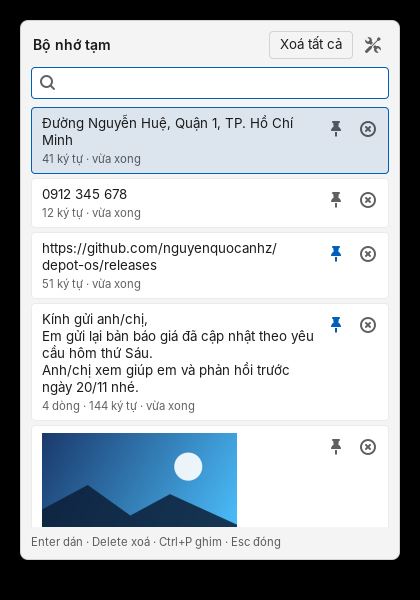 Bộ nhớ tạm
Xoá tất cả
Đường Nguyễn Huệ, Quận 1, TP. Hồ Chí
Minh
41 ký tự · vừa xong
0912 345 678
12 ký tự · vừa xong
https://github.com/nguyenquocanhz/
depot-os/releases
51 ký tự · vừa xong
Kính gửi anh/chị,
Em gửi lại bản báo giá đã cập nhật theo yêu
cầu hôm thứ Sáu.
Anh/chị xem giúp em và phản hồi trước
ngày 20/11 nhé.
4 dòng · 144 ký tự · vừa xong
Enter dán · Delete xoá · Ctrl+P ghim · Esc đóng